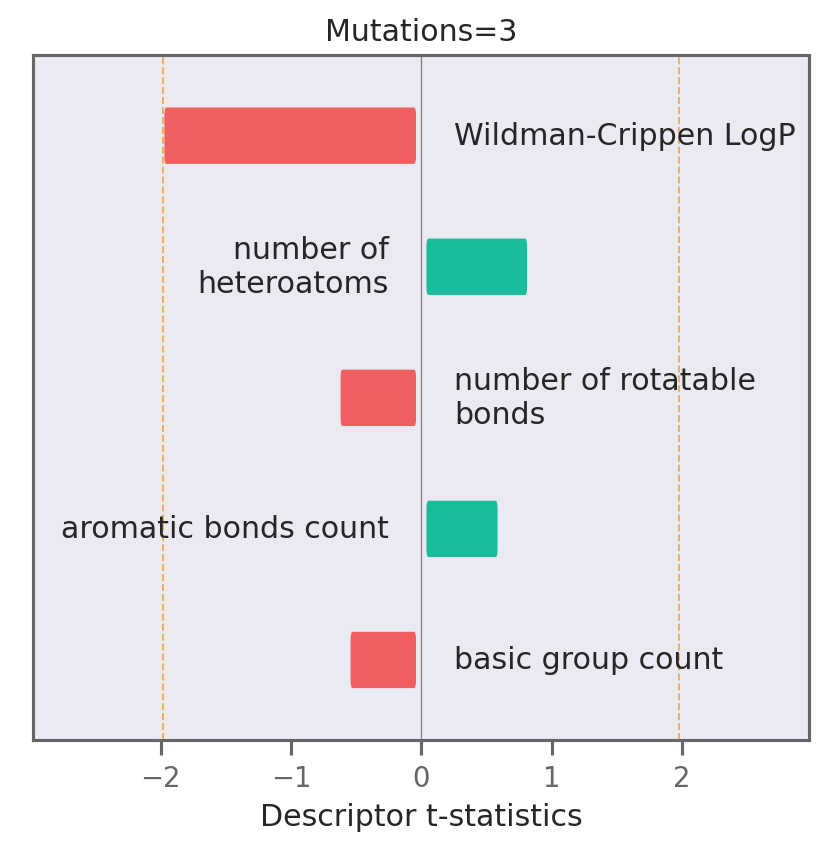 Mutations=3
Wildman-Crippen LogP
number of
heteroatoms
number of rotatable
bonds
aromatic bonds count
basic group count
−2 −1 0 1 2
Descriptor t-statistics